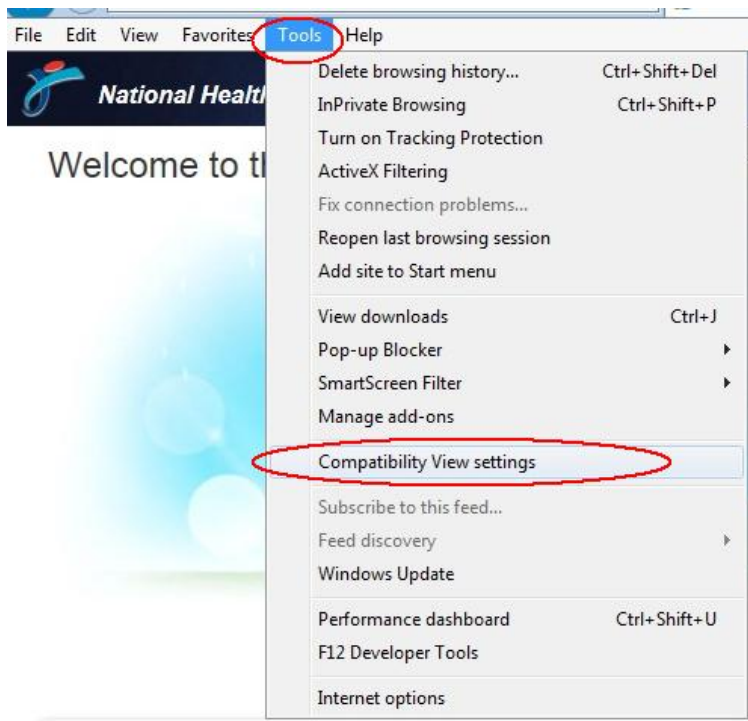 File Edit View Favorites Tools Help
National Healt
Welcome to t
Delete browsing history... Ctrl+Shift+Del
InPrivate Browsing Ctrl+Shift+P
Turn on Tracking Protection
ActiveX Filtering
Fix connection problems...
Reopen last browsing session
Add site to Start menu
View downloads Ctrl+J
Pop-up Blocker
SmartScreen Filter
Manage add-ons
Compatibility View settings
Subscribe to this feed...
Feed discovery
Windows Update
Performance dashboard Ctrl+Shift+U
F12 Developer Tools
Internet options